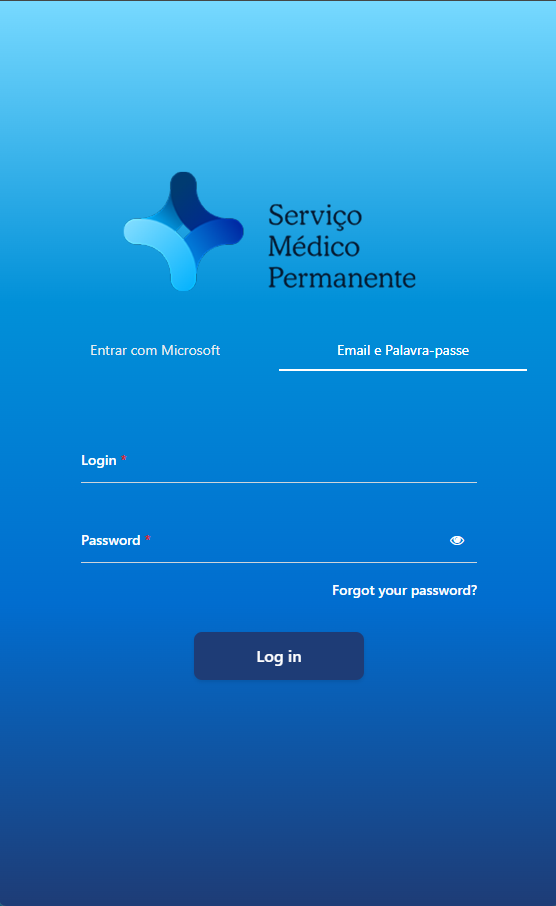 Serviço
Médico
Permanente
Entrar com Microsoft
Email e Palavra-passe
Login *
Password *
Forgot your password?
Log in